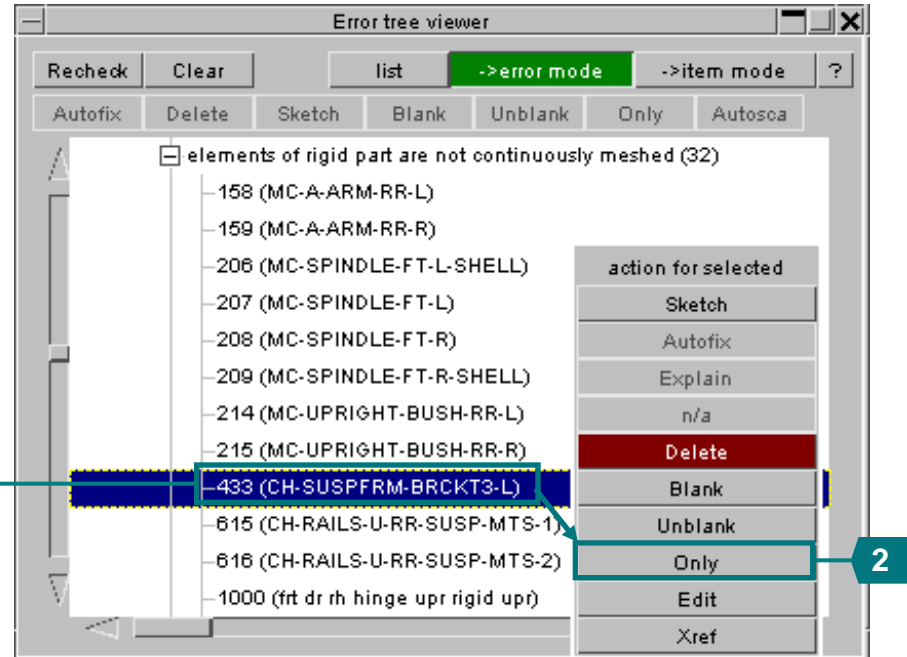 Error tree viewer
Recheck Clear list ->error mode ->item mode ?
Autofix Delete Sketch Blank Unblank Only Autosca
elements of rigid part are not continuously meshed (32)
158 (MC-A-ARM-RR-L)
159 (MC-A-ARM-RR-R)
206 (MC-SPINDLE-FT-L-SHELL)
207 (MC-SPINDLE-FT-L)
208 (MC-SPINDLE-FT-R)
209 (MC-SPINDLE-FT-R-SHELL)
214 (MC-UPRIGHT-BUSH-RR-L)
215 (MC-UPRIGHT-BUSH-RR-R)
433 (CH-SUSPFRM-BRCKT3-L)
615 (CH-RAILS-U-RR-SUSP-MTS-1)
616 (CH-RAILS-U-RR-SUSP-MTS-2)
1000 (frt dr rh hinge upr rigid upr)
action for selected
Sketch
Autofix
Explain
n/a
Delete
Blank
Unblank
Only
Edit
Xref
2